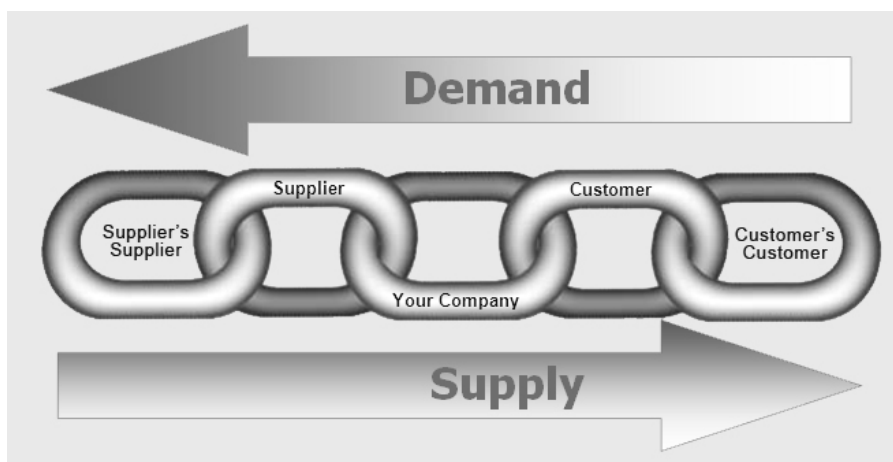 Demand
Supplier
Customer
Supplier's
Supplier
Customer's
Customer
Your Company
Supply